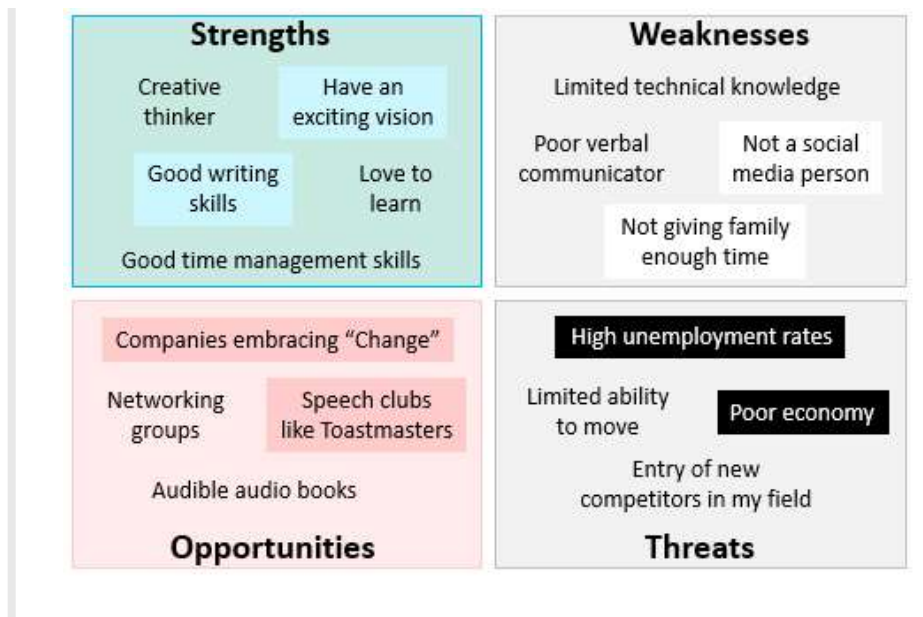 Strengths
Creative
thinker
Have an
exciting vision
Good writing
skills
Love to
learn
Good time management skills
Weaknesses
Limited technical knowledge
Poor verbal
communicator
Not a social
media person
Not giving family
enough time
Companies embracing “Change”
Networking
groups
Speech clubs
like Toastmasters
Audible audio books
Opportunities
High unemployment rates
Limited ability
to move
Poor economy
Entry of new
competitors in my field
Threats